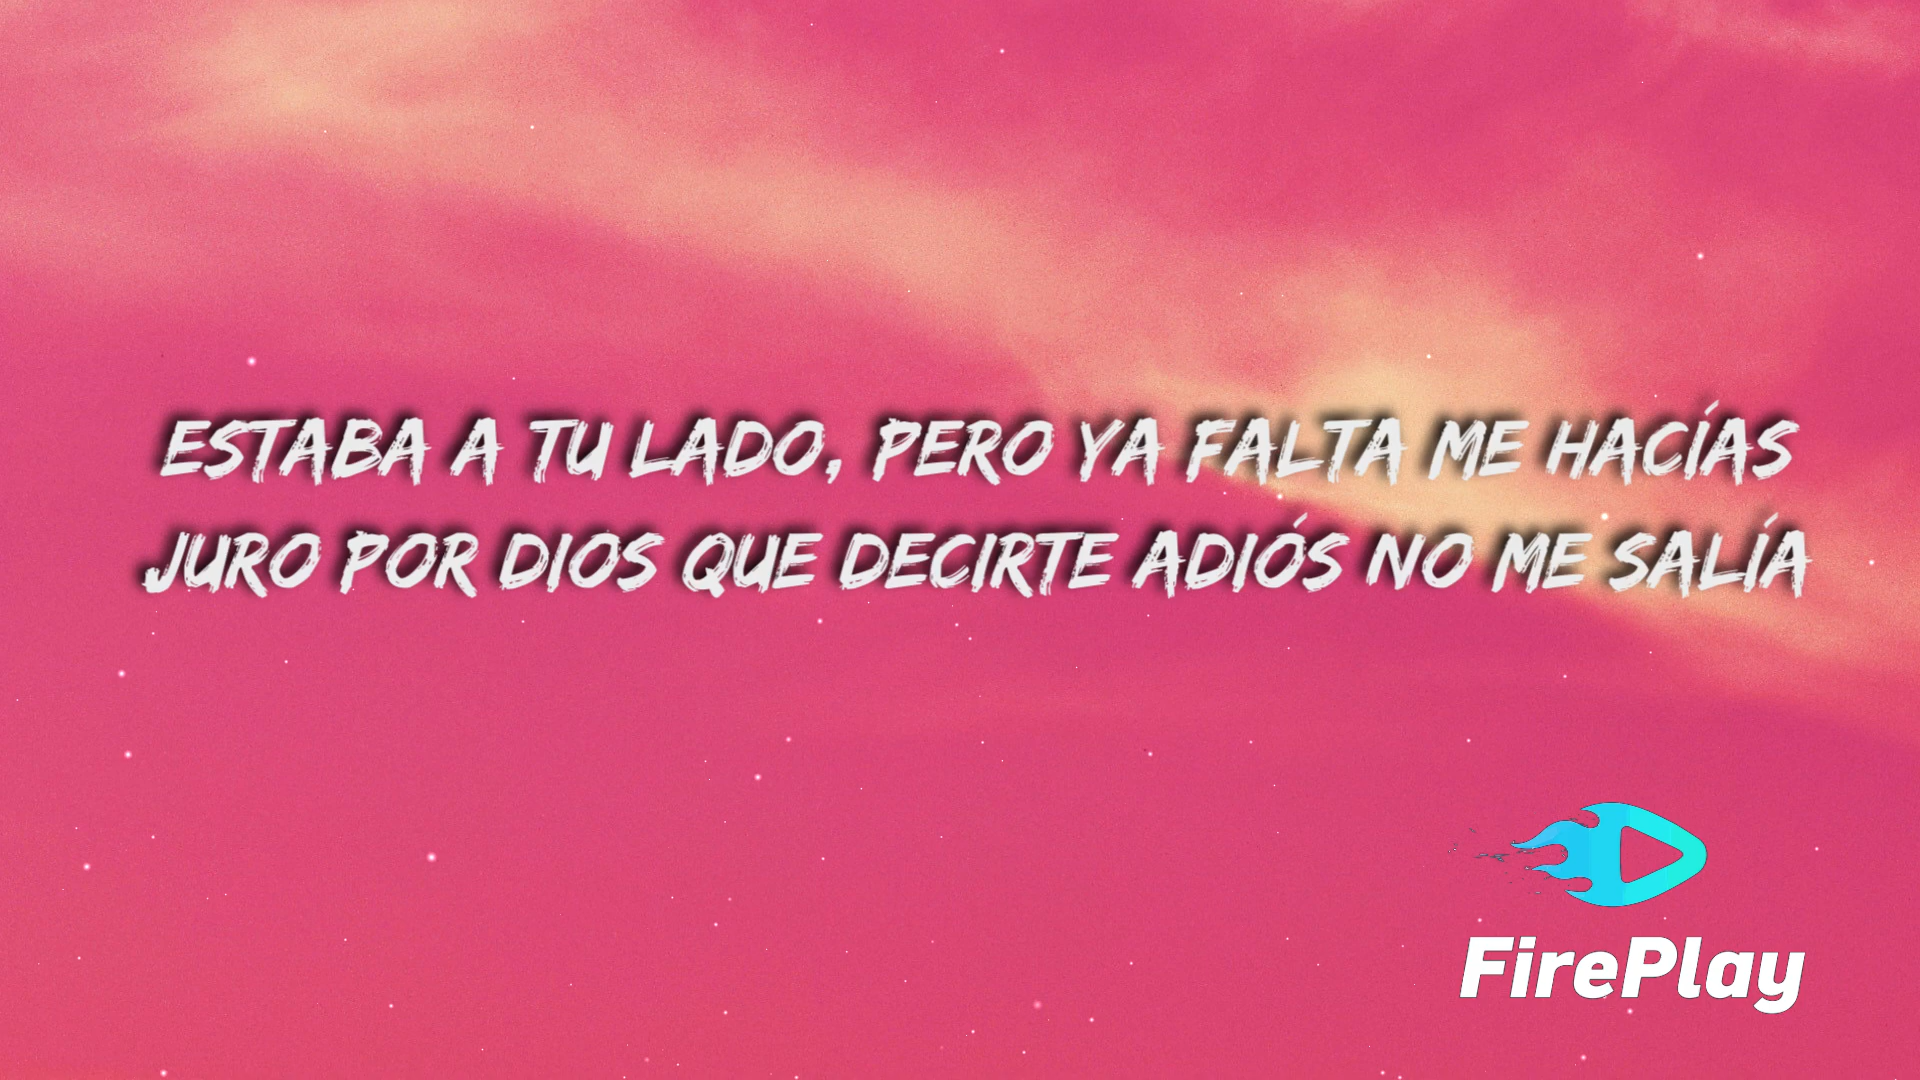 ESTABA A TU LADO, PERO YA FALTA ME HACÍAS
JURO POR DIOS QUE DECIRTE ADIÓS NO ME SALÍA
FirePlay